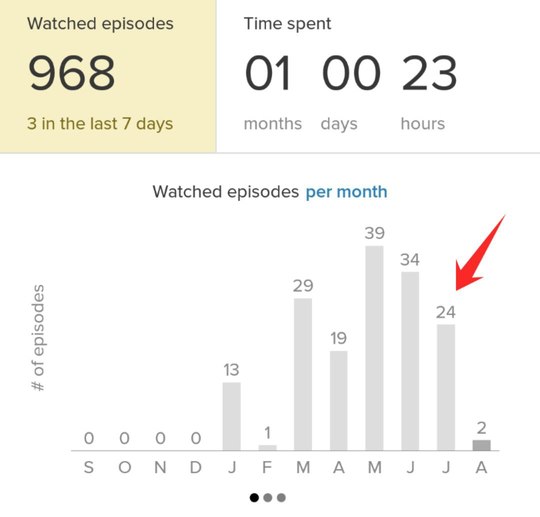 Watched episodes
968
3 in the last 7 days
Time spent
01 00 23
months days hours
Watched episodes per month
# of episodes
0 0 0 0 13 1 29 19 39 34 24 2
S O N D J F M A M J J A